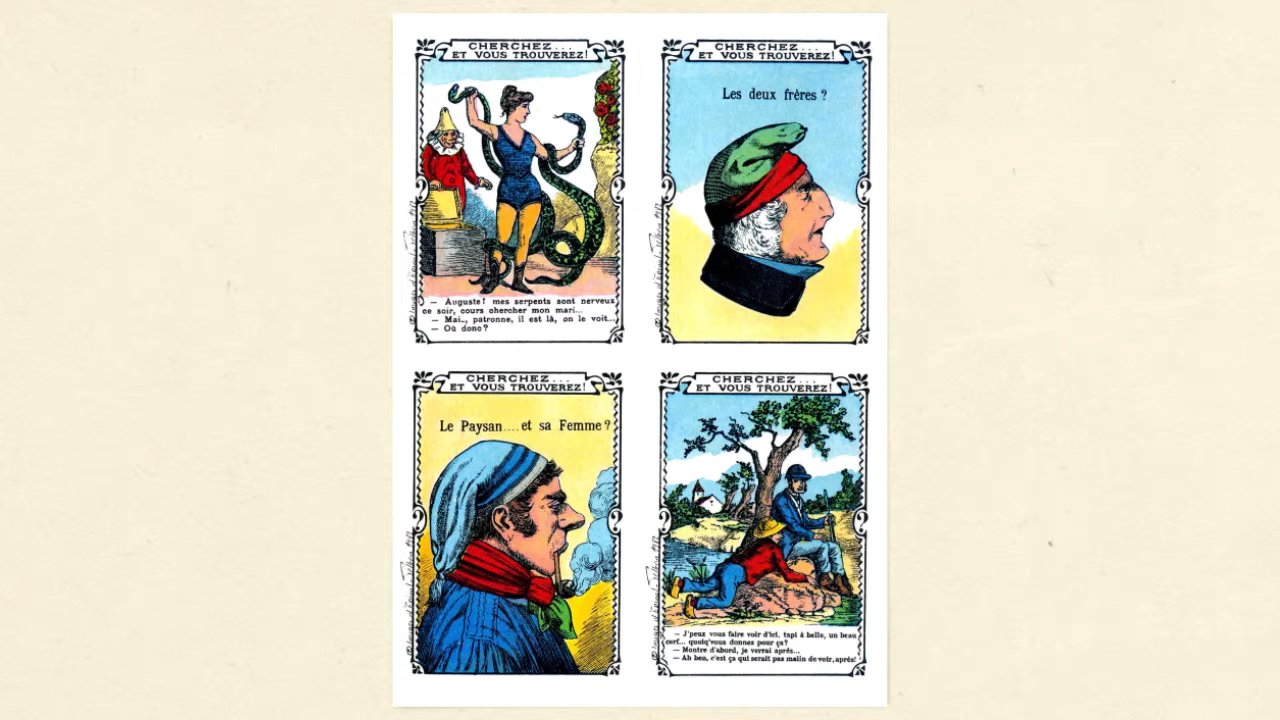 CHERCHEZ...
ET VOUS TROUVEREZ!
— Auguste! mes serpents sont nerveux
ce soir, cours chercher mon mari...
— Mai.., patronne, il est là, on le voit...
— Où donc?
CHERCHEZ...
ET VOUS TROUVEREZ!
Les deux frères?
CHERCHEZ...
ET VOUS TROUVEREZ!
Le Paysan....et sa Femme?
CHERCHEZ...
ET VOUS TROUVEREZ!
— J'peux vous faire voir d'ici, tapi à belle, un beau
cerf... quoiq'vous donnez pour ça?
— Montre d'abord, je verrai après...
— Ah ben, c'est ça qui serait pas malin de voir, après!